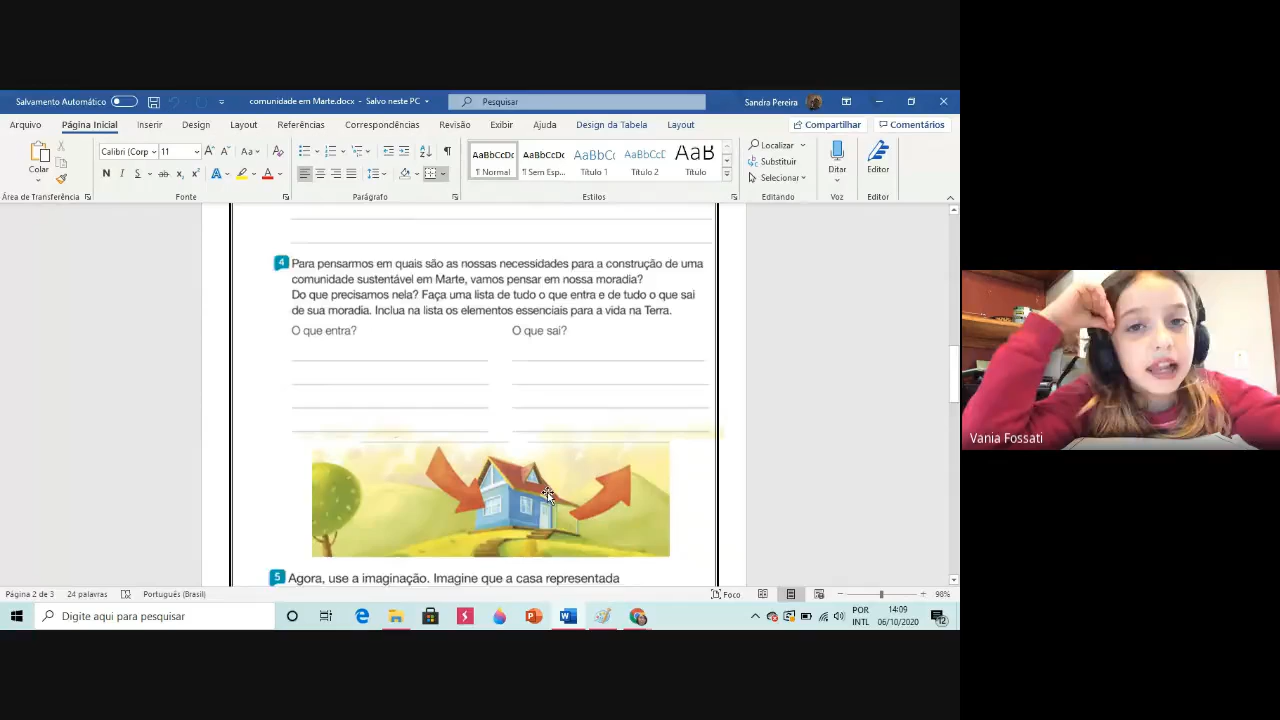 Salvamento Automático
comunidade em Marte.docx - Salvo neste PC
Pesquisar
Sandra Pereira
Arquivo Página Inicial Inserir Design Layout Referências Correspondências Revisão Exibir Ajuda Design da Tabela Layout
Compartilhar Comentários
Colar
Calibri (Corp 11
AaBbCcDc AaBbCcDc AaBbCc AaBbCcD AaB
¶ Normal ¶ Sem Esp... Título 1 Título 2 Título
Localizar
Substituir
Selecionar
Ditar Editor
Área de Transferência Fonte Parágrafo Estilos Editando Voz Editor
4 Para pensarmos em quais são as nossas necessidades para a construção de uma
comunidade sustentável em Marte, vamos pensar em nossa moradia?
Do que precisamos nela? Faça uma lista de tudo o que entra e de tudo o que sai
de sua moradia. Inclua na lista os elementos essenciais para a vida na Terra.
O que entra? O que sai?
5 Agora, use a imaginação. Imagine que a casa representada
Página 2 de 3 24 palavras Português (Brasil) Foco 98%
Digite aqui para pesquisar
POR
INTL
14:09
06/10/2020
12
Vania Fossati